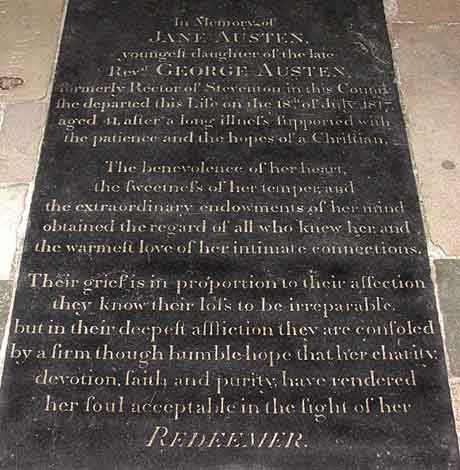 In Memory of
JANE AUSTEN,
youngest daughter of the late
Revd. GEORGE AUSTEN,
formerly Rector of Steventon in this County
she departed this Life on the 18th. of July 1817,
aged 41, after a long illneſs supported with
the patience and the hopes of a Chriſtian.
The benevolence of her heart,
the ſweetneſs of her temper, and
the extraordinary endowments of her mind
obtained the regard of all who knew her, and
the warmeſt love of her intimate connections.
Their grief is in proportion to their affection
they know their loſs to be irreparable,
but in their deepeſt affliction they are conſoled
by a firm though humble hope that her charity,
devotion, faith and purity, have rendered
her ſoul acceptable in the ſight of her
REDEEMER.